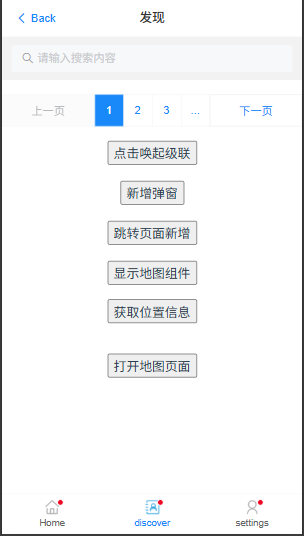 Back 发现
请输入搜索内容
上一页 1 2 3 ... 下一页
点击唤起级联
新增弹窗
跳转页面新增
显示地图组件
获取位置信息
打开地图页面
Home discover settings